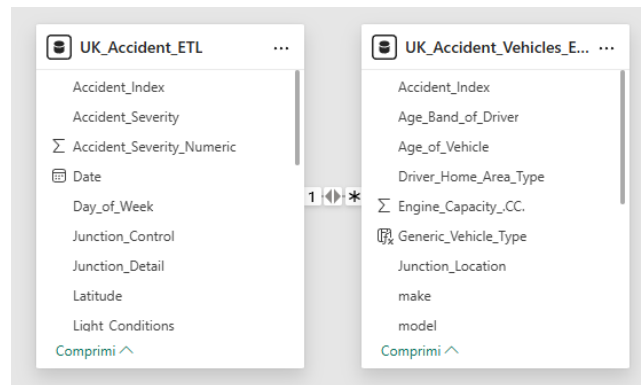 UK_Accident_ETL ...
Accident_Index
Accident_Severity
Σ Accident_Severity_Numeric
Date
Day_of_Week
Junction_Control
Junction_Detail
Latitude
Light Conditions
Comprimi
1 *
UK_Accident_Vehicles_E... ...
Accident_Index
Age_Band_of_Driver
Age_of_Vehicle
Driver_Home_Area_Type
Σ Engine_Capacity_.CC.
Generic_Vehicle_Type
Junction_Location
make
model
Comprimi